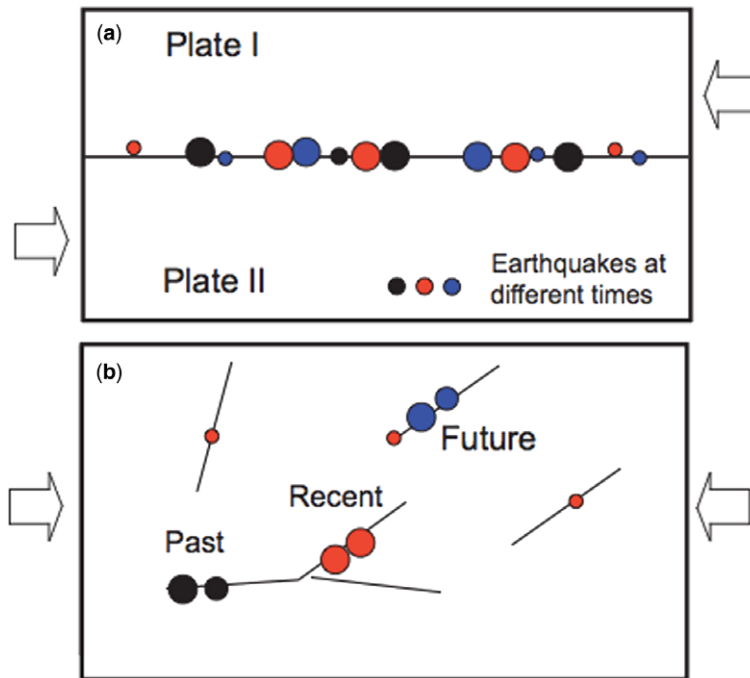 (a)
Plate I
Plate II
Earthquakes at
different times
(b)
Future
Recent
Past